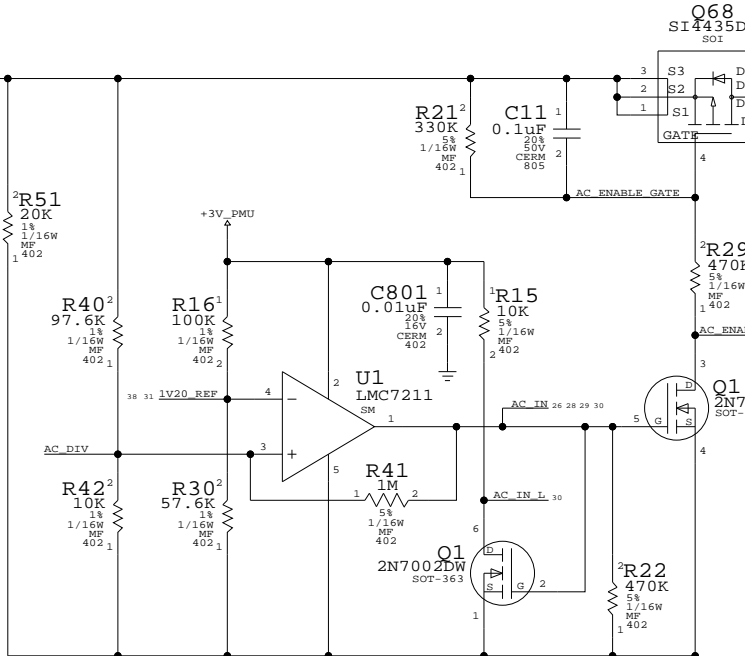 Q68
SI4435D
SOI
3 S3 D
2 S2 D
1 S1 D
D
GATE
4
R21 2
330K
5%
1/16W
MF
402 1
C11 1
0.1uF
20%
50V
CERM 2
805
AC_ENABLE_GATE
2 R51
20K
1%
1/16W
MF
1 402
+3V_PMU
2 R29
470K
5%
1/16W
MF
402
1
AC_ENA
R40 2
97.6K
1%
1/16W
MF
402 1
R16 1
100K
1%
1/16W
MF
402 2
C801 1
0.01uF
20%
16V
CERM 2
402
1 R15
10K
5%
1/16W
MF
2 402
U1
LMC7211
SM
2
38 31 1V20_REF 4 −
1
AC_DIV 3 +
5
AC_IN 26 28 29 30
3
Q1
2N7
SOT-
D
5 G S
4
R42 2
10K
1%
1/16W
MF
402 1
R30 2
57.6K
1%
1/16W
MF
402 1
R41
1M
1 2
5%
1/16W
MF
402
AC_IN_L 30
6
Q1
2N7002DW
SOT-363
D
S G 2
1
2 R22
470K
5%
1/16W
MF
1 402